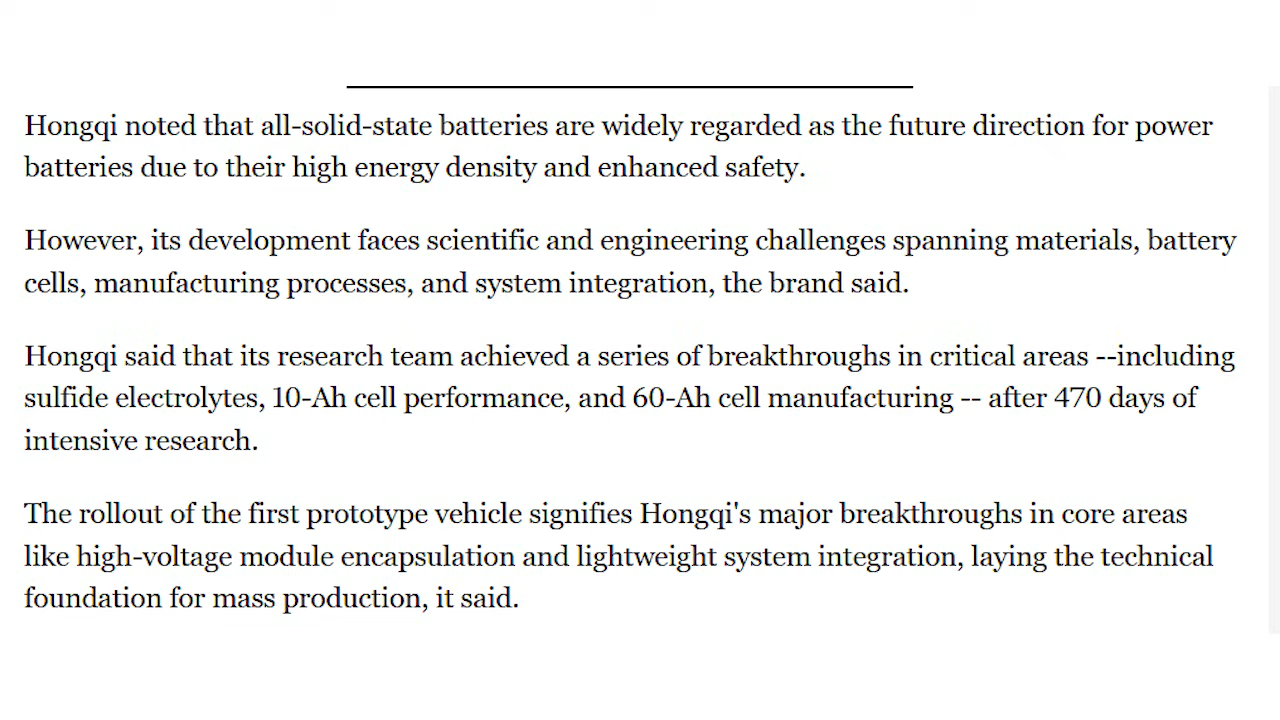 Hongqi noted that all-solid-state batteries are widely regarded as the future direction for power
batteries due to their high energy density and enhanced safety.
However, its development faces scientific and engineering challenges spanning materials, battery
cells, manufacturing processes, and system integration, the brand said.
Hongqi said that its research team achieved a series of breakthroughs in critical areas --including
sulfide electrolytes, 10-Ah cell performance, and 60-Ah cell manufacturing -- after 470 days of
intensive research.
The rollout of the first prototype vehicle signifies Hongqi's major breakthroughs in core areas
like high-voltage module encapsulation and lightweight system integration, laying the technical
foundation for mass production, it said.